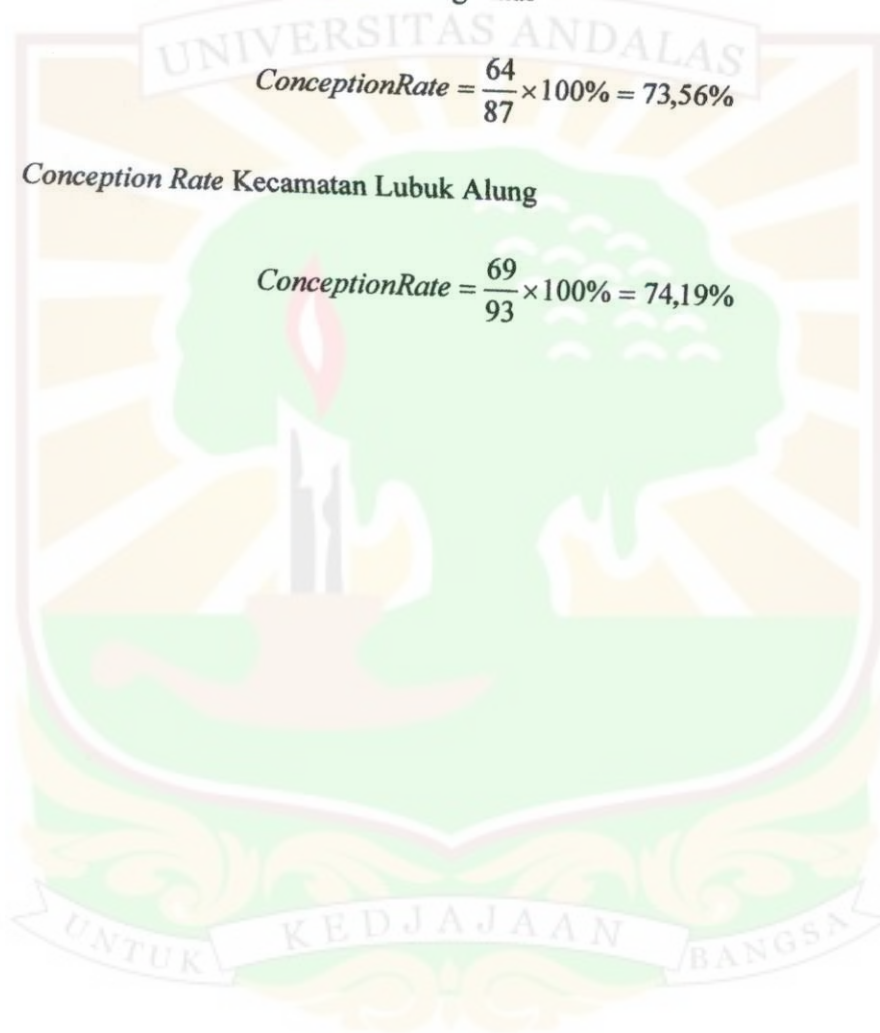 UNIVERSITAS ANDALAS
ConceptionRate = 64/87 × 100% = 73,56%
Conception Rate Kecamatan Lubuk Alung
ConceptionRate = 69/93 × 100% = 74,19%
UNTUK KEDJAJAAN BANGSA